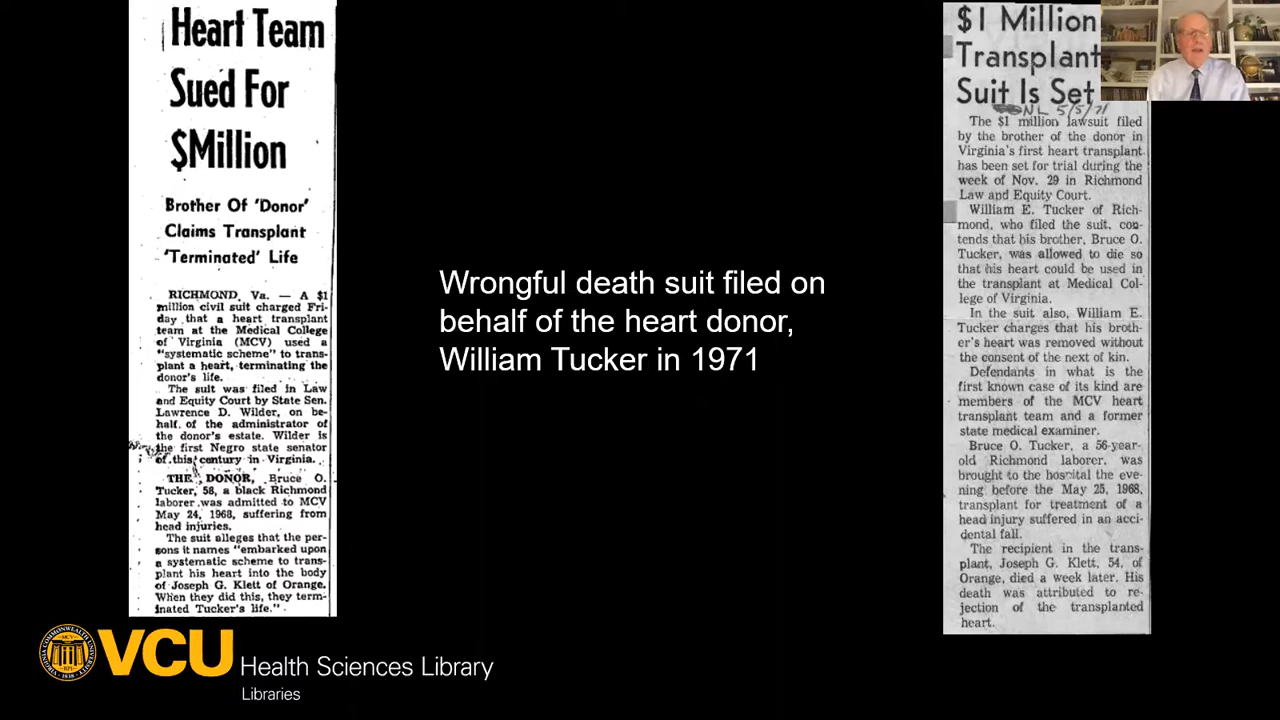 Heart Team
Sued For
$Million
Brother Of 'Donor'
Claims Transplant
'Terminated' Life
RICHMOND, Va. — A $1
million civil suit charged Fri-
day that a heart transplant
team at the Medical College
of Virginia (MCV) used a
"systematic scheme" to trans-
plant a heart, terminating the
donor's life.
The suit was filed in Law
and Equity Court by State Sen.
Lawrence D. Wilder, on be-
half of the administrator of
the donor's estate. Wilder is
the first Negro state senator
of this century in Virginia.
THE DONOR, Bruce O.
Tucker, 58, a black Richmond
laborer was admitted to MCV
May 24, 1968, suffering from
head injuries.
The suit alleges that the per-
sons it names "embarked upon
a systematic scheme to trans-
plant his heart into the body
of Joseph G. Klett of Orange.
When they did this, they term-
inated Tucker's life."
Wrongful death suit filed on
behalf of the heart donor,
William Tucker in 1971
$1 Million
Transplant
Suit Is Set
NL 5/5/71
The $1 million lawsuit filed
by the brother of the donor in
Virginia's first heart transplant
has been set for trial during the
week of Nov. 29 in Richmond
Law and Equity Court.
William E. Tucker of Rich-
mond, who filed the suit, con-
tends that his brother, Bruce O.
Tucker, was allowed to die so
that his heart could be used in
the transplant at Medical Col-
lege of Virginia.
In the suit also, William E.
Tucker charges that his broth-
er's heart was removed without
the consent of the next of kin.
Defendants in what is the
first known case of its kind are
members of the MCV heart
transplant team and a former
state medical examiner.
Bruce O. Tucker, a 56-year-
old Richmond laborer, was
brought to the hospital the eve-
ning before the May 25, 1968,
transplant for treatment of a
head injury suffered in an acci-
dental fall.
The recipient in the trans-
plant, Joseph G. Klett, 54, of
Orange, died a week later. His
death was attributed to re-
jection of the transplanted
heart.
VCU Health Sciences Library
Libraries